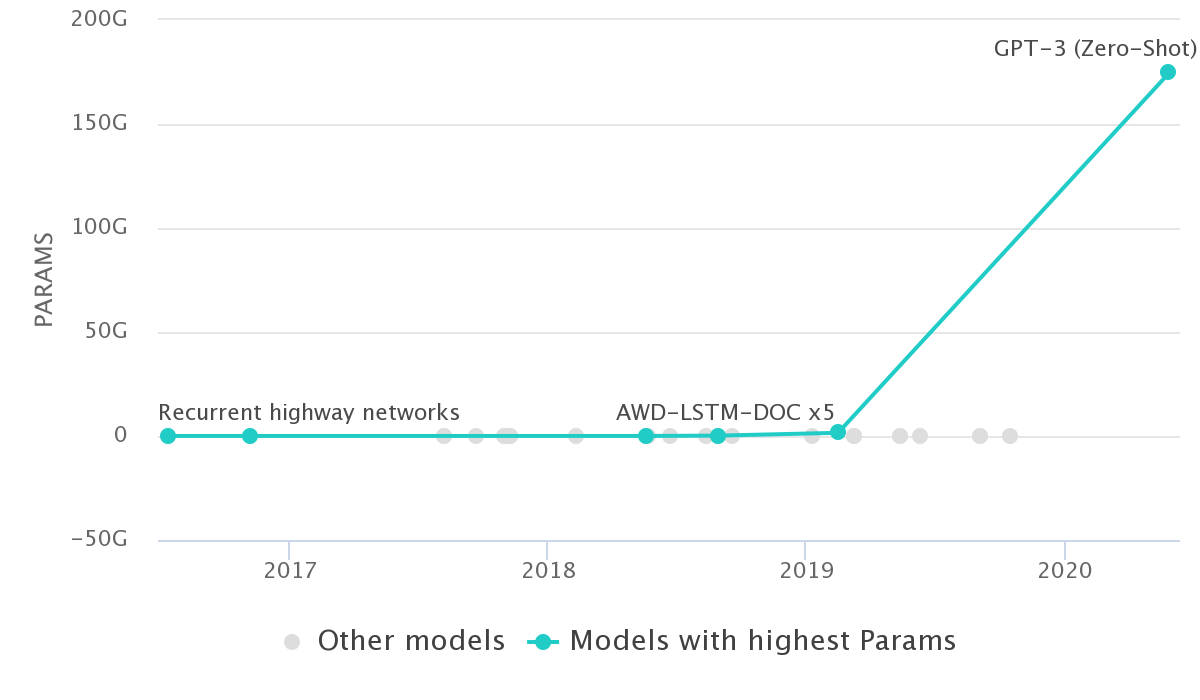 200G
GPT-3 (Zero-Shot)
150G
100G
PARAMS
50G
Recurrent highway networks
AWD-LSTM-DOC x5
0
-50G
2017
2018
2019
2020
Other models
Models with highest Params